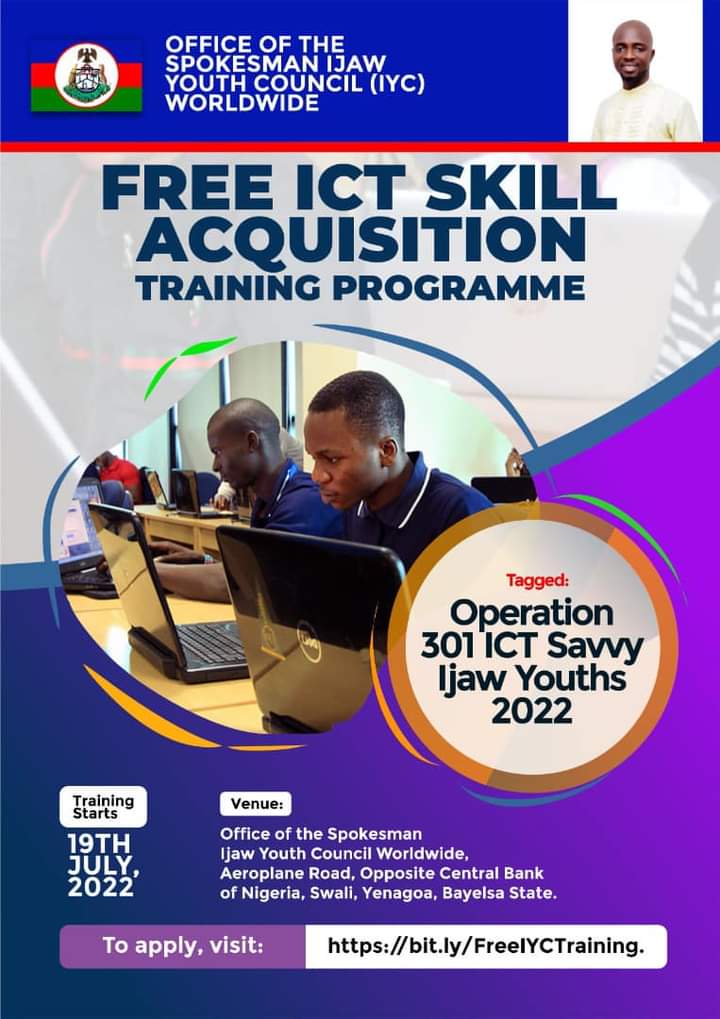 OFFICE OF THE
SPOKESMAN IJAW
YOUTH COUNCIL (IYC)
WORLDWIDE
FREE ICT SKILL
ACQUISITION
TRAINING PROGRAMME
DELL
Tagged:
Operation
301 ICT Savvy
Ijaw Youths
2022
Training
Starts
19TH
JULY,
2022
Venue:
Office of the Spokesman
Ijaw Youth Council Worldwide,
Aeroplane Road, Opposite Central Bank
of Nigeria, Swali, Yenagoa, Bayelsa State.
To apply, visit:
https://bit.ly/FreeIYCTraining.